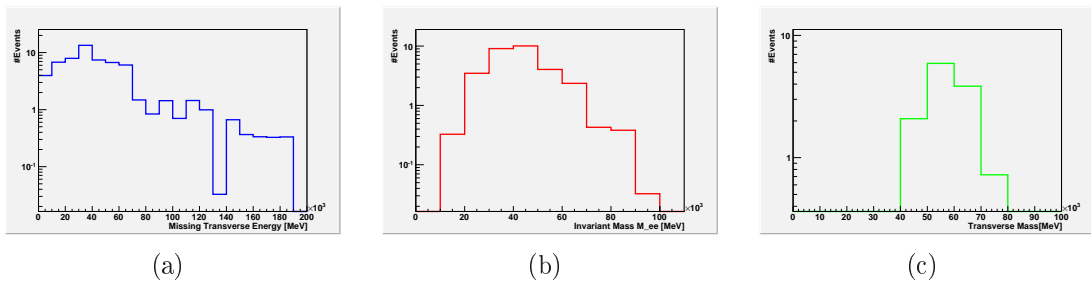 #Events
10
1
10⁻¹
0 20 40 60 80 100 120 140 160 180 200
×10³
Missing Transverse Energy [MeV]
(a)
#Events
10
1
10⁻¹
0 20 40 60 80 100
×10³
Invariant Mass M_ee [MeV]
(b)
#Events
10
1
0 10 20 30 40 50 60 70 80 90 100
×10³
Transverse Mass[MeV]
(c)